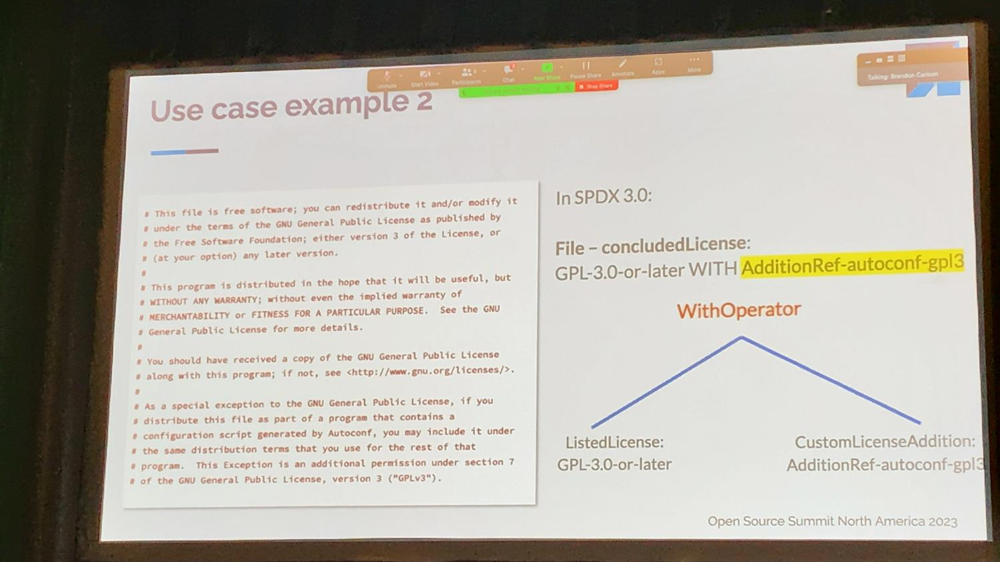 Unmute Start Video Participants Chat New Share Pause Share Annotate Apps More
Stop Share
Talking: Brandon Carlson
Use case example 2
# This file is free software; you can redistribute it and/or modify it
# under the terms of the GNU General Public License as published by
# the Free Software Foundation; either version 3 of the License, or
# (at your option) any later version.
#
# This program is distributed in the hope that it will be useful, but
# WITHOUT ANY WARRANTY; without even the implied warranty of
# MERCHANTABILITY or FITNESS FOR A PARTICULAR PURPOSE.  See the GNU
# General Public License for more details.
#
# You should have received a copy of the GNU General Public License
# along with this program; if not, see <http://www.gnu.org/licenses/>.
#
# As a special exception to the GNU General Public License, if you
# distribute this file as part of a program that contains a
# configuration script generated by Autoconf, you may include it under
# the same distribution terms that you use for the rest of that
# program.  This Exception is an additional permission under section 7
# of the GNU General Public License, version 3 ("GPLv3").
In SPDX 3.0:
File – concludedLicense:
GPL-3.0-or-later WITH AdditionRef-autoconf-gpl3
WithOperator
ListedLicense:
GPL-3.0-or-later
CustomLicenseAddition:
AdditionRef-autoconf-gpl3
Open Source Summit North America 2023